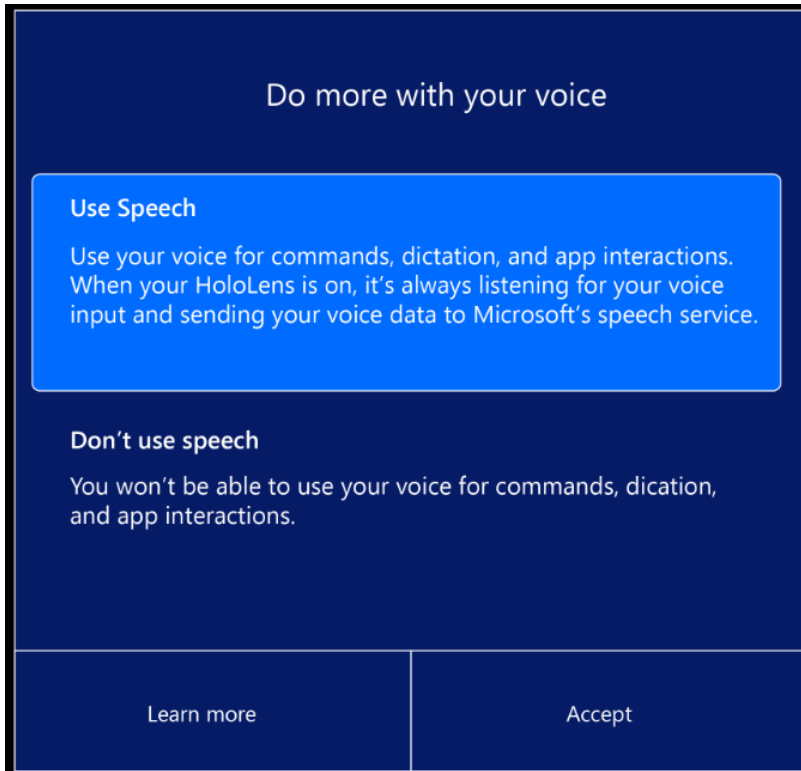 Do more with your voice
Use Speech
Use your voice for commands, dictation, and app interactions.
When your HoloLens is on, it’s always listening for your voice
input and sending your voice data to Microsoft’s speech service.
Don’t use speech
You won’t be able to use your voice for commands, dication,
and app interactions.
Learn more
Accept